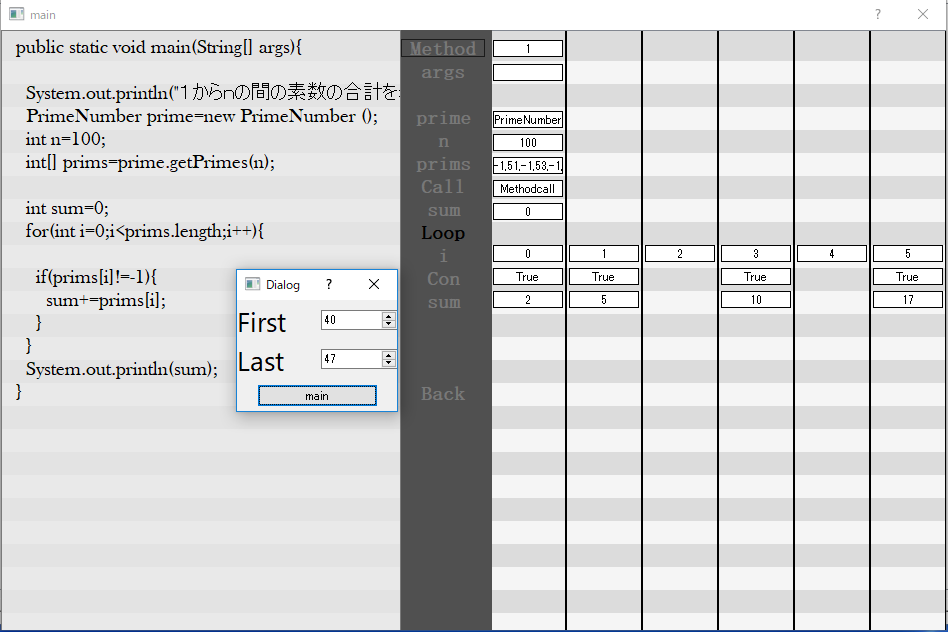 main
public static void main(String[] args){
System.out.println("１からnの間の素数の合計を
PrimeNumber prime=new PrimeNumber ();
int n=100;
int[] prims=prime.getPrimes(n);
int sum=0;
for(int i=0;i<prims.length;i++){
if(prims[i]!=-1){
sum+=prims[i];
}
}
System.out.println(sum);
}
Dialog ? ×
First 40
Last 47
main
? ×
Method 1
args
prime PrimeNumber
n 100
prims -1,51,-1,53,-1,
Call Methodcall
sum 0
Loop
i 0 1 2 3 4 5
Con True True True True
sum 2 5 10 17
Back